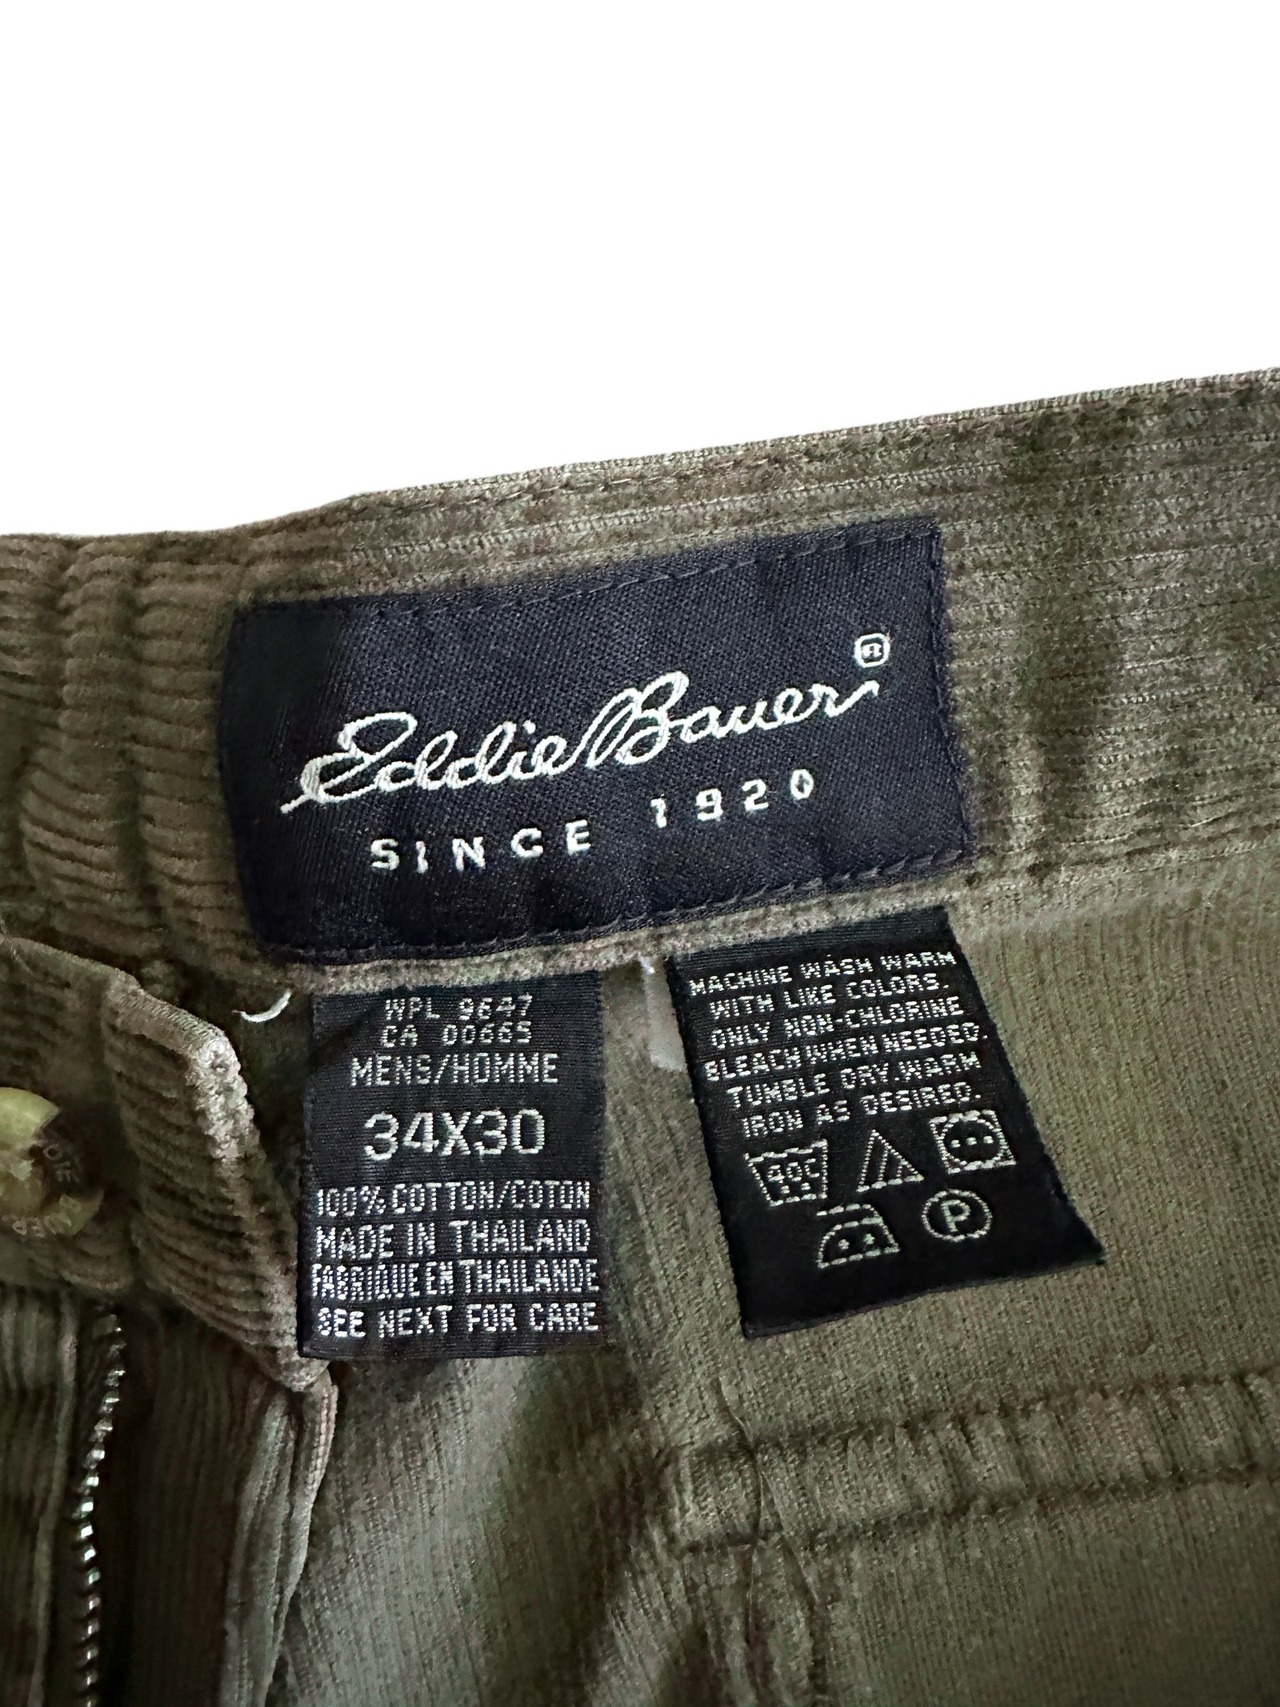 Eddie Bauer®
SINCE 1920
WPL 9647
CA 00665
MENS/HOMME
34X30
100% COTTON/COTON
MADE IN THAILAND
FABRIQUE EN THAILANDE
SEE NEXT FOR CARE
MACHINE WASH WARM
WITH LIKE COLORS.
ONLY NON-CHLORINE
BLEACH WHEN NEEDED.
TUMBLE DRY.WARM
IRON AS DESIRED.
40C
P